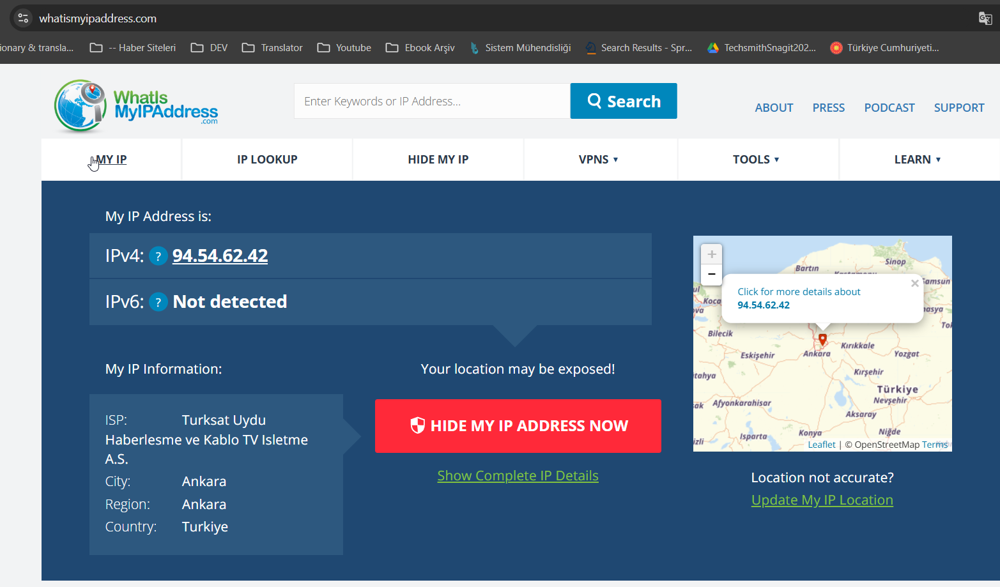 whatismyipaddress.com
ionary & transla...
-- Haber Siteleri
DEV
Translator
Youtube
Ebook Arşiv
Sistem Mühendisliği
Search Results - Spr...
TechsmithSnagit202...
Türkiye Cumhuriyeti...
WhatIs
MyIPAddress
.com
Enter Keywords or IP Address...
Search
ABOUT
PRESS
PODCAST
SUPPORT
MY IP
IP LOOKUP
HIDE MY IP
VPNS ▼
TOOLS ▼
LEARN ▼
My IP Address is:
IPv4: ? 94.54.62.42
IPv6: ? Not detected
My IP Information:
ISP: Turksat Uydu
Haberlesme ve Kablo TV Isletme
A.S.
City: Ankara
Region: Ankara
Country: Turkiye
Your location may be exposed!
HIDE MY IP ADDRESS NOW
Show Complete IP Details
+
−
Click for more details about
94.54.62.42
×
Sinop
Bartın
Koca
Bilecik
Eskişehir
Ankara
Kırıkkale
Yozgat
Kırşehir
Türkiye
Nevşehir
Afyonkarahisar
Aksaray
Niğde
Isparta
Konya
Leaflet | © OpenStreetMap Terms
Location not accurate?
Update My IP Location